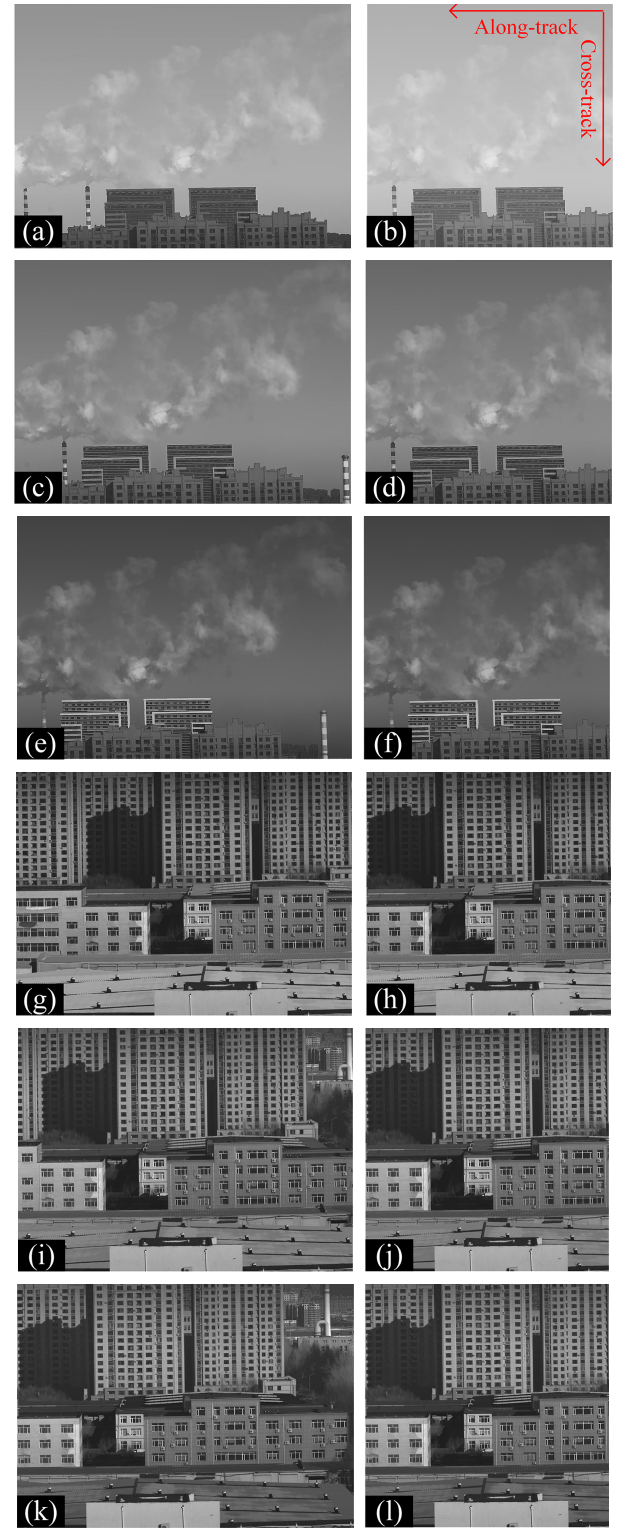 Along-track
Cross-track
(a)
(b)
(c)
(d)
(e)
(f)
(g)
(h)
(i)
(j)
(k)
(l)